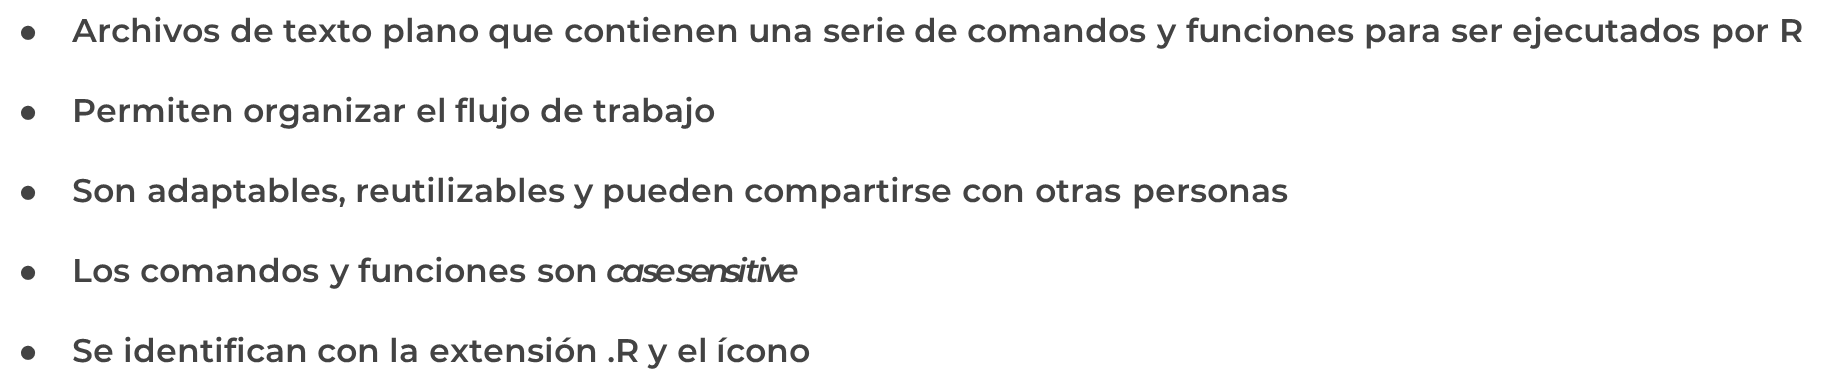 ● Archivos de texto plano que contienen una serie de comandos y funciones para ser ejecutados por R
● Permiten organizar el flujo de trabajo
● Son adaptables, reutilizables y pueden compartirse con otras personas
● Los comandos y funciones son case sensitive
● Se identifican con la extensión .R y el ícono